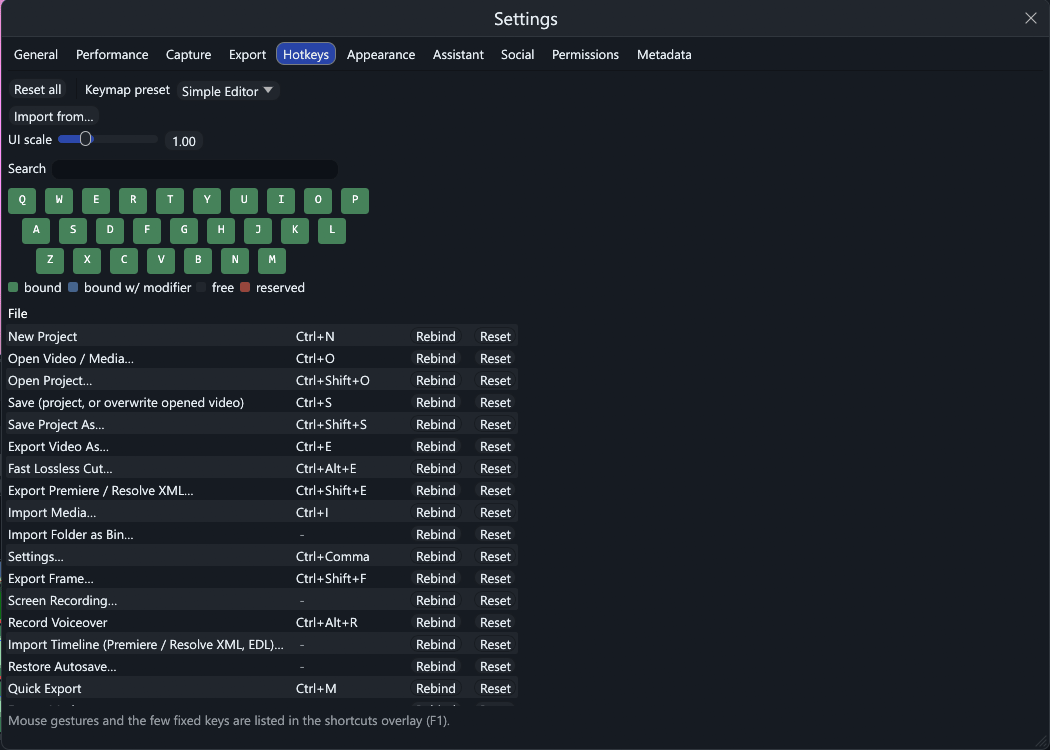 Settings
General Performance Capture Export Hotkeys Appearance Assistant Social Permissions Metadata
Reset all Keymap preset Simple Editor
Import from...
UI scale 1.00
Search
Q W E R T Y U I O P
A S D F G H J K L
Z X C V B N M
bound bound w/ modifier free reserved
File
New Project Ctrl+N Rebind Reset
Open Video / Media... Ctrl+O Rebind Reset
Open Project... Ctrl+Shift+O Rebind Reset
Save (project, or overwrite opened video) Ctrl+S Rebind Reset
Save Project As... Ctrl+Shift+S Rebind Reset
Export Video As... Ctrl+E Rebind Reset
Fast Lossless Cut... Ctrl+Alt+E Rebind Reset
Export Premiere / Resolve XML... Ctrl+Shift+E Rebind Reset
Import Media... Ctrl+I Rebind Reset
Import Folder as Bin... - Rebind Reset
Settings... Ctrl+Comma Rebind Reset
Export Frame... Ctrl+Shift+F Rebind Reset
Screen Recording... - Rebind Reset
Record Voiceover Ctrl+Alt+R Rebind Reset
Import Timeline (Premiere / Resolve XML, EDL)... - Rebind Reset
Restore Autosave... - Rebind Reset
Quick Export Ctrl+M Rebind Reset
Mouse gestures and the few fixed keys are listed in the shortcuts overlay (F1).